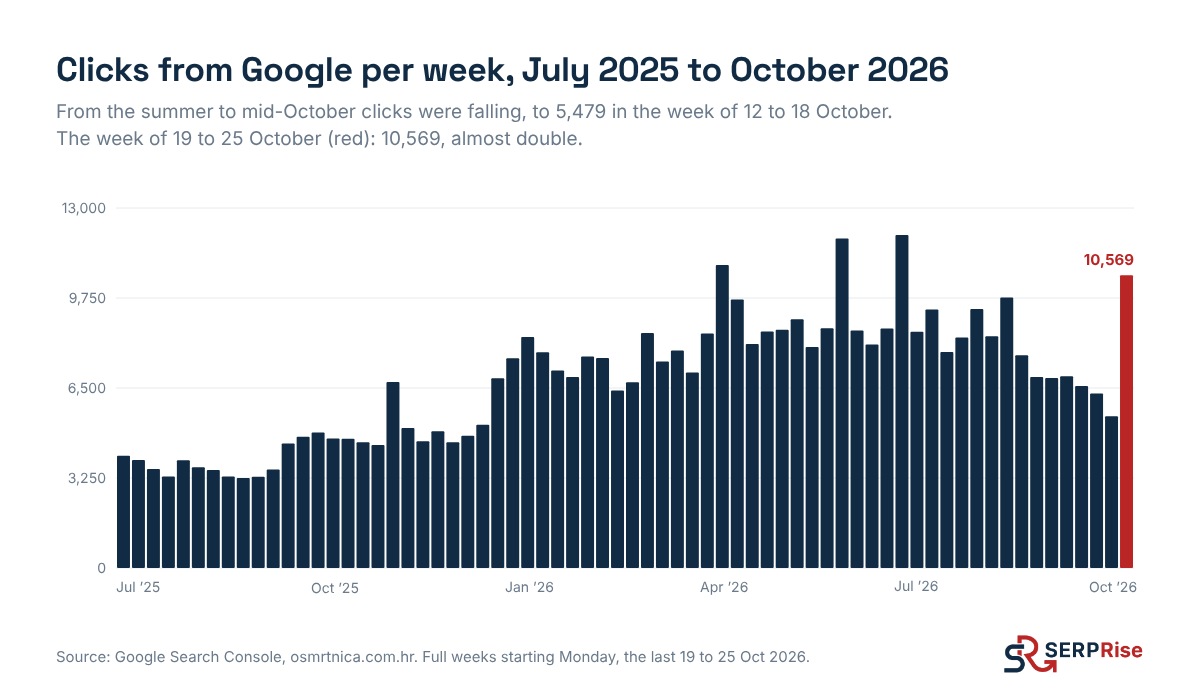 Clicks from Google per week, July 2025 to October 2026
From the summer to mid-October clicks were falling, to 5,479 in the week of 12 to 18 October.
The week of 19 to 25 October (red): 10,569, almost double.
13,000
10,569
9,750
6,500
3,250
0
Jul ’25 Oct ’25 Jan ’26 Apr ’26 Jul ’26 Oct ’26
Source: Google Search Console, osmrtnica.com.hr. Full weeks starting Monday, the last 19 to 25 Oct 2026.
SR SERPRise